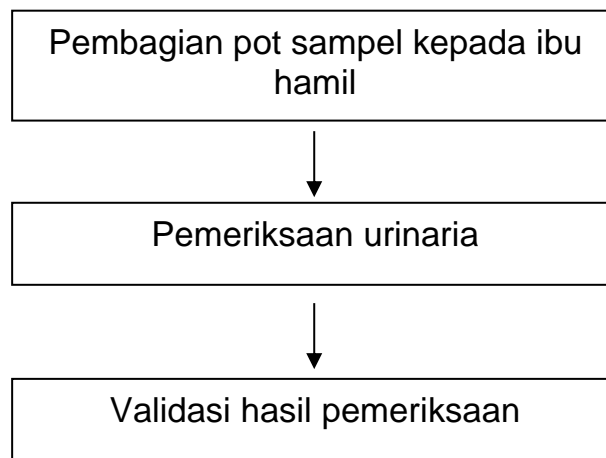 Pembagian pot sampel kepada ibu
hamil
Pemeriksaan urinaria
Validasi hasil pemeriksaan